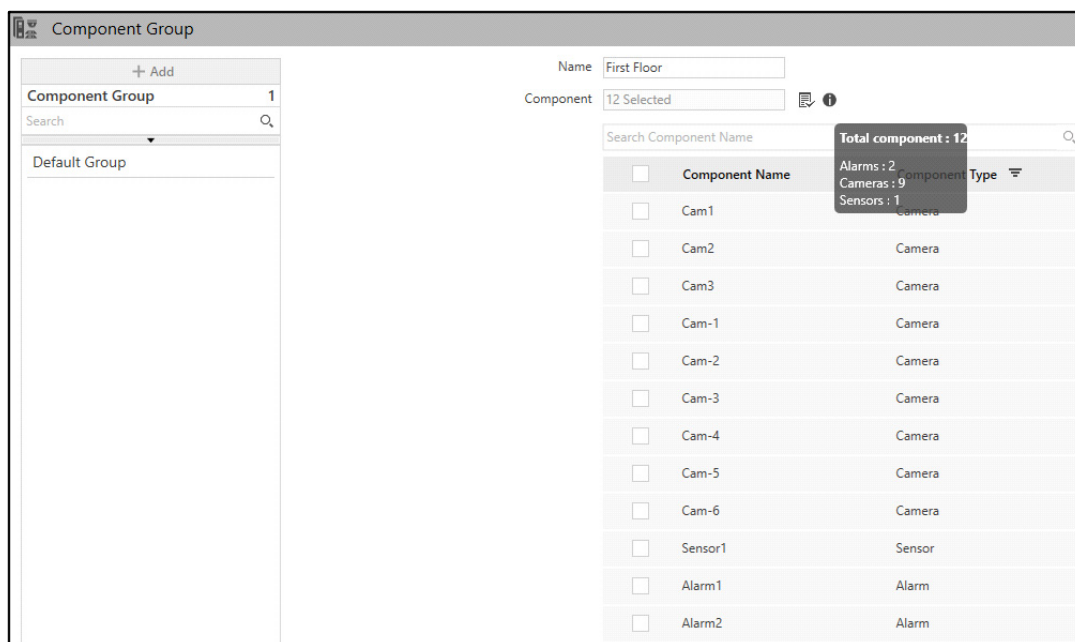 Component Group
+ Add
Component Group 1
Search
Default Group
Name First Floor
Component 12 Selected
Search Component Name
Total component : 12
Alarms : 2
Cameras : 9
Sensors : 1
Component Name Component Type
Cam1 Camera
Cam2 Camera
Cam3 Camera
Cam-1 Camera
Cam-2 Camera
Cam-3 Camera
Cam-4 Camera
Cam-5 Camera
Cam-6 Camera
Sensor1 Sensor
Alarm1 Alarm
Alarm2 Alarm